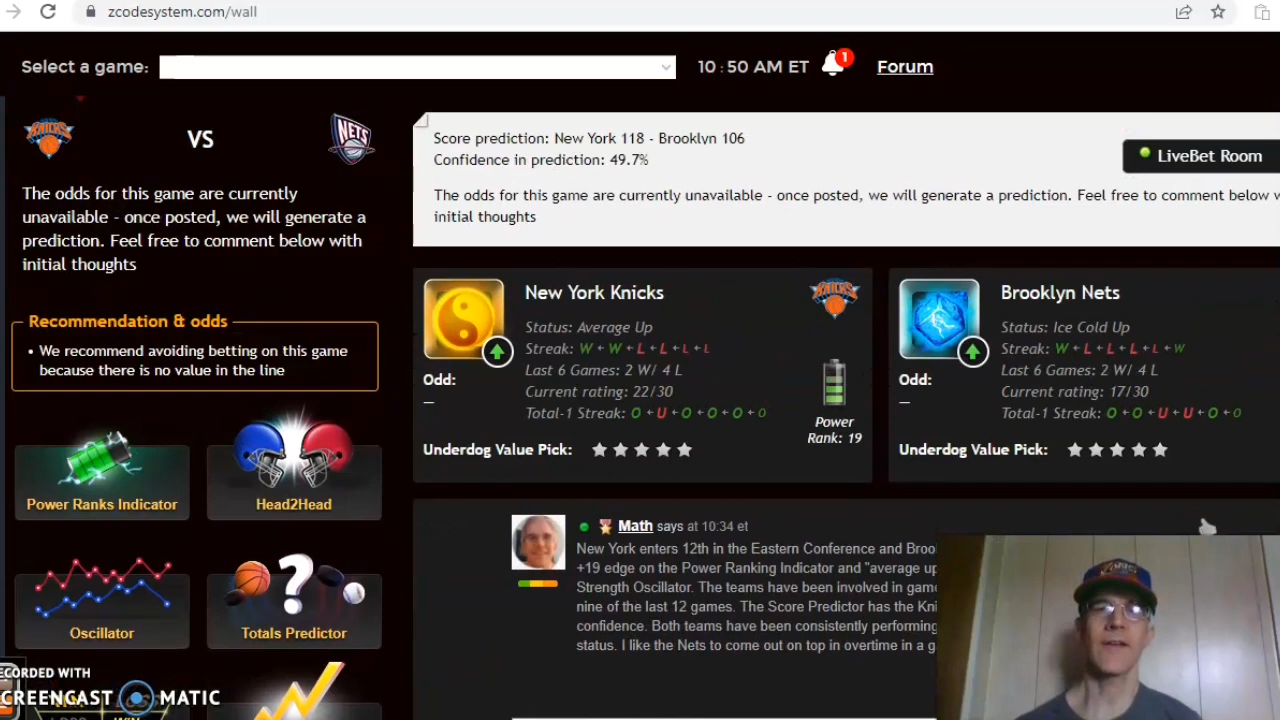 zcodesystem.com/wall
Select a game:
10:50 AM ET
1
Forum
KNICKS
VS
NETS
The odds for this game are currently
unavailable - once posted, we will generate a
prediction. Feel free to comment below with
initial thoughts
Recommendation & odds
• We recommend avoiding betting on this game
because there is no value in the line
Power Ranks Indicator
Head2Head
Oscillator
Totals Predictor
Score prediction: New York 118 - Brooklyn 106
Confidence in prediction: 49.7%
LiveBet Room
The odds for this game are currently unavailable - once posted, we will generate a prediction. Feel free to comment below w
initial thoughts
New York Knicks
Status: Average Up
Streak: W ← W ← L ← L ← L ← L
Last 6 Games: 2 W/ 4 L
Odd:
Current rating: 22/30
—
Total-1 Streak: O ← U ← O ← O ← O ← O
Underdog Value Pick:
KNICKS
Power
Rank: 19
Brooklyn Nets
Status: Ice Cold Up
Streak: W ← L ← L ← L ← L ← W
Last 6 Games: 2 W/ 4 L
Odd:
Current rating: 17/30
—
Total-1 Streak: O ← O ← U ← U ← O ← O
Underdog Value Pick:
Math says at 10:34 et
New York enters 12th in the Eastern Conference and Broo
+19 edge on the Power Ranking Indicator and "average up
Strength Oscillator. The teams have been involved in game
nine of the last 12 games. The Score Predictor has the Kni
confidence. Both teams have been consistently performing
status. I like the Nets to come out on top in overtime in a g
ECORDED WITH
CREENCAST MATIC